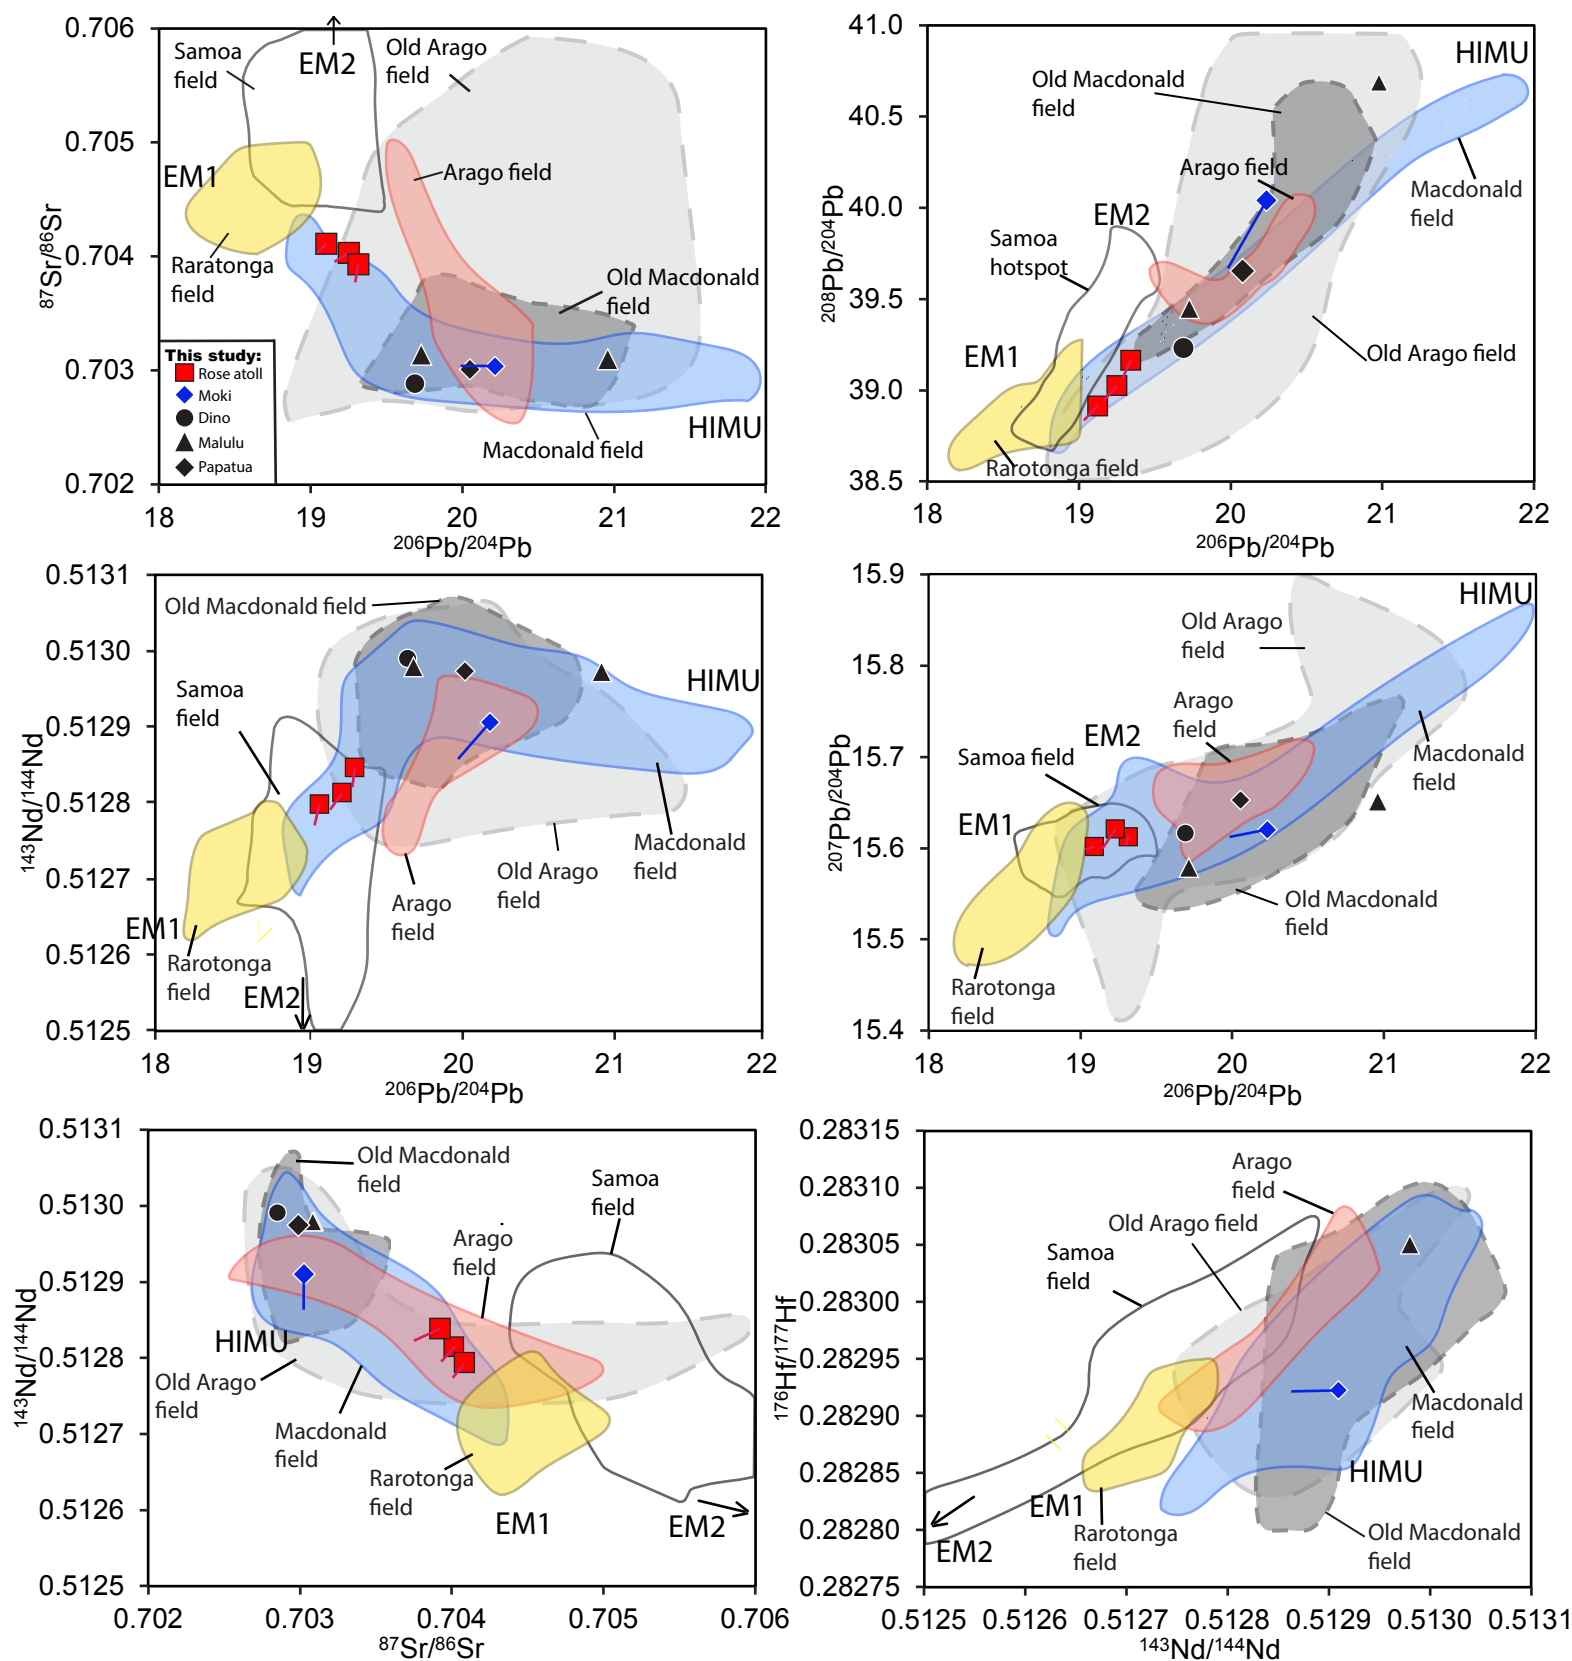 0.706
0.705
0.704
0.703
0.702
87Sr/86Sr
18
19
20
21
22
206Pb/204Pb
Samoa
field
EM2
Old Arago
field
EM1
Arago field
Raratonga
field
Old Macdonald
field
This study:
Rose atoll
Moki
Dino
Malulu
Papatua
Macdonald field
HIMU
41.0
40.5
40.0
39.5
39.0
38.5
208Pb/204Pb
18
19
20
21
22
206Pb/204Pb
HIMU
Old Macdonald
field
Arago field
Macdonald
field
EM2
Samoa
hotspot
EM1
Old Arago field
Rarotonga field
0.5131
0.5130
0.5129
0.5128
0.5127
0.5126
0.5125
143Nd/144Nd
18
19
20
21
22
206Pb/204Pb
Old Macdonald field
Samoa
field
HIMU
Macdonald
field
Old Arago
field
Arago
field
EM1
Rarotonga
field
EM2
15.9
15.8
15.7
15.6
15.5
15.4
207Pb/204Pb
18
19
20
21
22
206Pb/204Pb
HIMU
Old Arago
field
Arago
field
EM2
Samoa field
Macdonald
field
EM1
Old Macdonald
field
Rarotonga
field
0.5131
0.5130
0.5129
0.5128
0.5127
0.5126
0.5125
143Nd/144Nd
0.702
0.703
0.704
0.705
0.706
87Sr/86Sr
Old Macdonald
field
Samoa
field
Arago
field
HIMU
Old Arago
field
Macdonald
field
Rarotonga
field
EM1
EM2
0.28315
0.28310
0.28305
0.28300
0.28295
0.28290
0.28285
0.28280
0.28275
176Hf/177Hf
0.5125
0.5126
0.5127
0.5128
0.5129
0.5130
0.5131
143Nd/144Nd
Arago
field
Old Arago field
Samoa
field
Macdonald
field
HIMU
EM1
Rarotonga
field
Old Macdonald
field
EM2